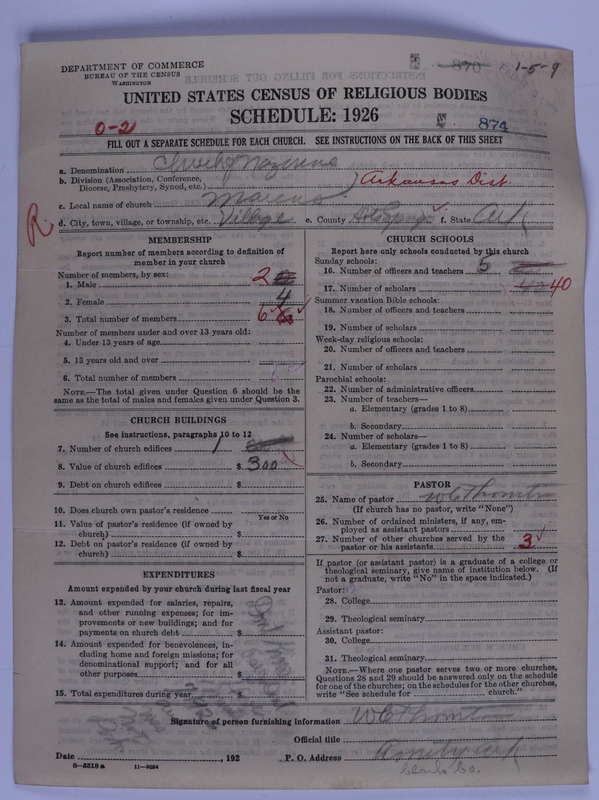 DEPARTMENT OF COMMERCE
BUREAU OF THE CENSUS
WASHINGTON
870
1-5-9
UNITED STATES CENSUS OF RELIGIOUS BODIES
SCHEDULE: 1926
0-2
874
FILL OUT A SEPARATE SCHEDULE FOR EACH CHURCH. SEE INSTRUCTIONS ON THE BACK OF THIS SHEET
a. Denomination Church of Nazerine
b. Division (Association, Conference, Diocese, Presbytery, Synod, etc.) Arkansas Dist.
c. Local name of church
R
d. City, town, village, or township, etc. Village e. County Hot Spring f. State Ark
MEMBERSHIP
Report number of members according to definition of
member in your church
Number of members, by sex:
1. Male 2
2. Female 4
3. Total number of members 6
Number of members under and over 13 years old:
4. Under 13 years of age
5. 13 years old and over
6. Total number of members
NOTE.—The total given under Question 6 should be the
same as the total of males and females given under Question 3.
CHURCH BUILDINGS
See instructions, paragraphs 10 to 12
7. Number of church edifices 1
8. Value of church edifices $ 300
9. Debt on church edifices $
10. Does church own pastor's residence
Yes or No
11. Value of pastor's residence (if owned by
church) $
12. Debt on pastor's residence (if owned by
church) $
EXPENDITURES
Amount expended by your church during last fiscal year
13. Amount expended for salaries, repairs,
and other running expenses; for im-
provements or new buildings; and for
payments on church debt $
14. Amount expended for benevolences, in-
cluding home and foreign missions; for
denominational support; and for all
other purposes $
15. Total expenditures during year $
CHURCH SCHOOLS
Report here only schools conducted by this church
Sunday schools:
16. Number of officers and teachers 5
17. Number of scholars 40 40
Summer vacation Bible schools:
18. Number of officers and teachers
19. Number of scholars
Week-day religious schools:
20. Number of officers and teachers
21. Number of scholars
Parochial schools:
22. Number of administrative officers
23. Number of teachers—
a. Elementary (grades 1 to 8)
b. Secondary
24. Number of scholars—
a. Elementary (grades 1 to 8)
b. Secondary
PASTOR
25. Name of pastor
(If church has no pastor, write "None")
26. Number of ordained ministers, if any, em-
ployed as assistant pastors
27. Number of other churches served by the
pastor or his assistants 3
If pastor (or assistant pastor) is a graduate of a college or
theological seminary, give name of institution below. (If
not a graduate, write "No" in the space indicated.)
Pastor:
28. College
29. Theological seminary
Assistant pastor:
30. College
31. Theological seminary
NOTE.—Where one pastor serves two or more churches,
Questions 28 and 29 should be answered only on the schedule
for one of the churches; on the schedules for the other churches,
write "See schedule for church."
Signature of person furnishing information
Official title
Date , 192
P. O. Address
Clark Co.
8-5518 a 11-9054